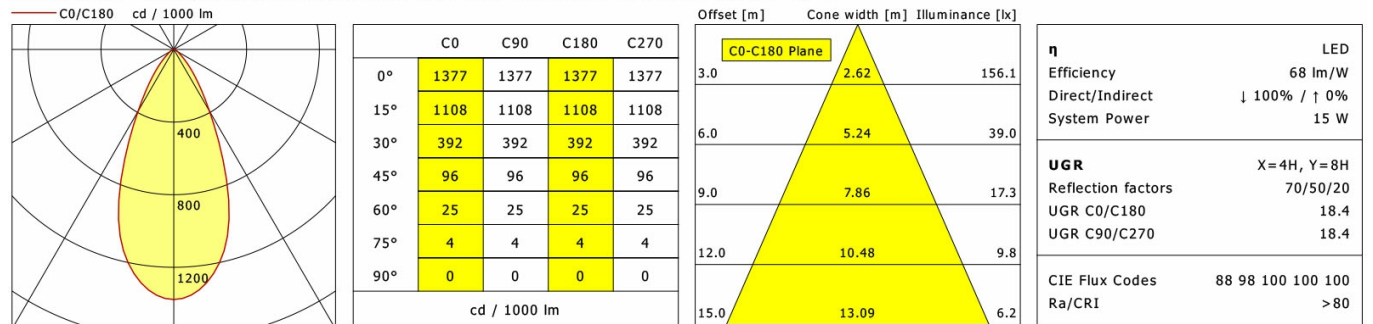 C0/C180 cd / 1000 lm
400
800
1200
C0 C90 C180 C270
0° 1377 1377 1377 1377
15° 1108 1108 1108 1108
30° 392 392 392 392
45° 96 96 96 96
60° 25 25 25 25
75° 4 4 4 4
90° 0 0 0 0
cd / 1000 lm
Offset [m] Cone width [m] Illuminance [lx]
C0-C180 Plane
3.0 2.62 156.1
6.0 5.24 39.0
9.0 7.86 17.3
12.0 10.48 9.8
15.0 13.09 6.2
η LED
Efficiency 68 lm/W
Direct/Indirect ↓ 100% / ↑ 0%
System Power 15 W
UGR X=4H, Y=8H
Reflection factors 70/50/20
UGR C0/C180 18.4
UGR C90/C270 18.4
CIE Flux Codes 88 98 100 100 100
Ra/CRI >80